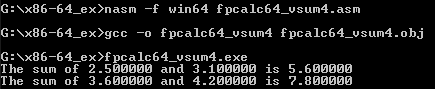 G:\x86-64_ex>nasm -f win64 fpcalc64_vsum4.asm
G:\x86-64_ex>gcc -o fpcalc64_vsum4 fpcalc64_vsum4.obj
G:\x86-64_ex>fpcalc64_vsum4.exe
The sum of 2.500000 and 3.100000 is 5.600000
The sum of 3.600000 and 4.200000 is 7.800000